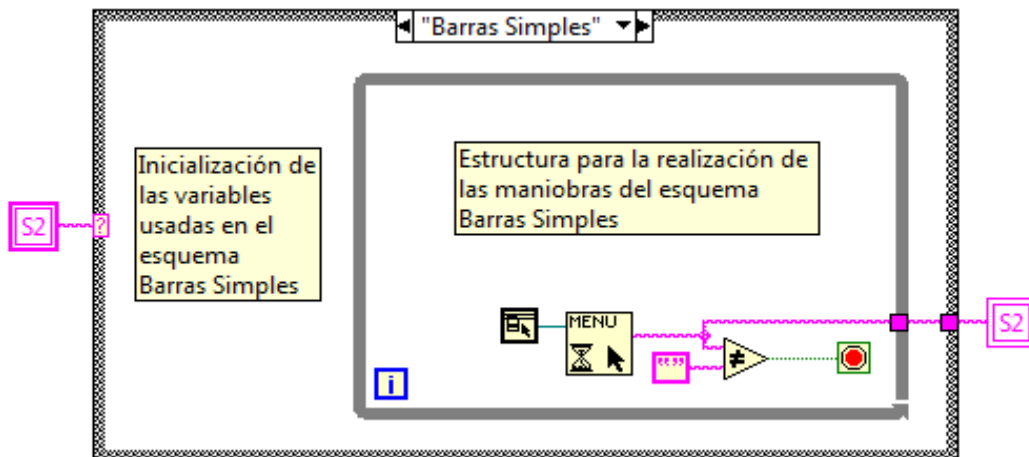 "Barras Simples"
Inicialización de
las variables
usadas en el
esquema
Barras Simples
Estructura para la realización de
las maniobras del esquema
Barras Simples
S2
?
MENU
""
≠
i
S2